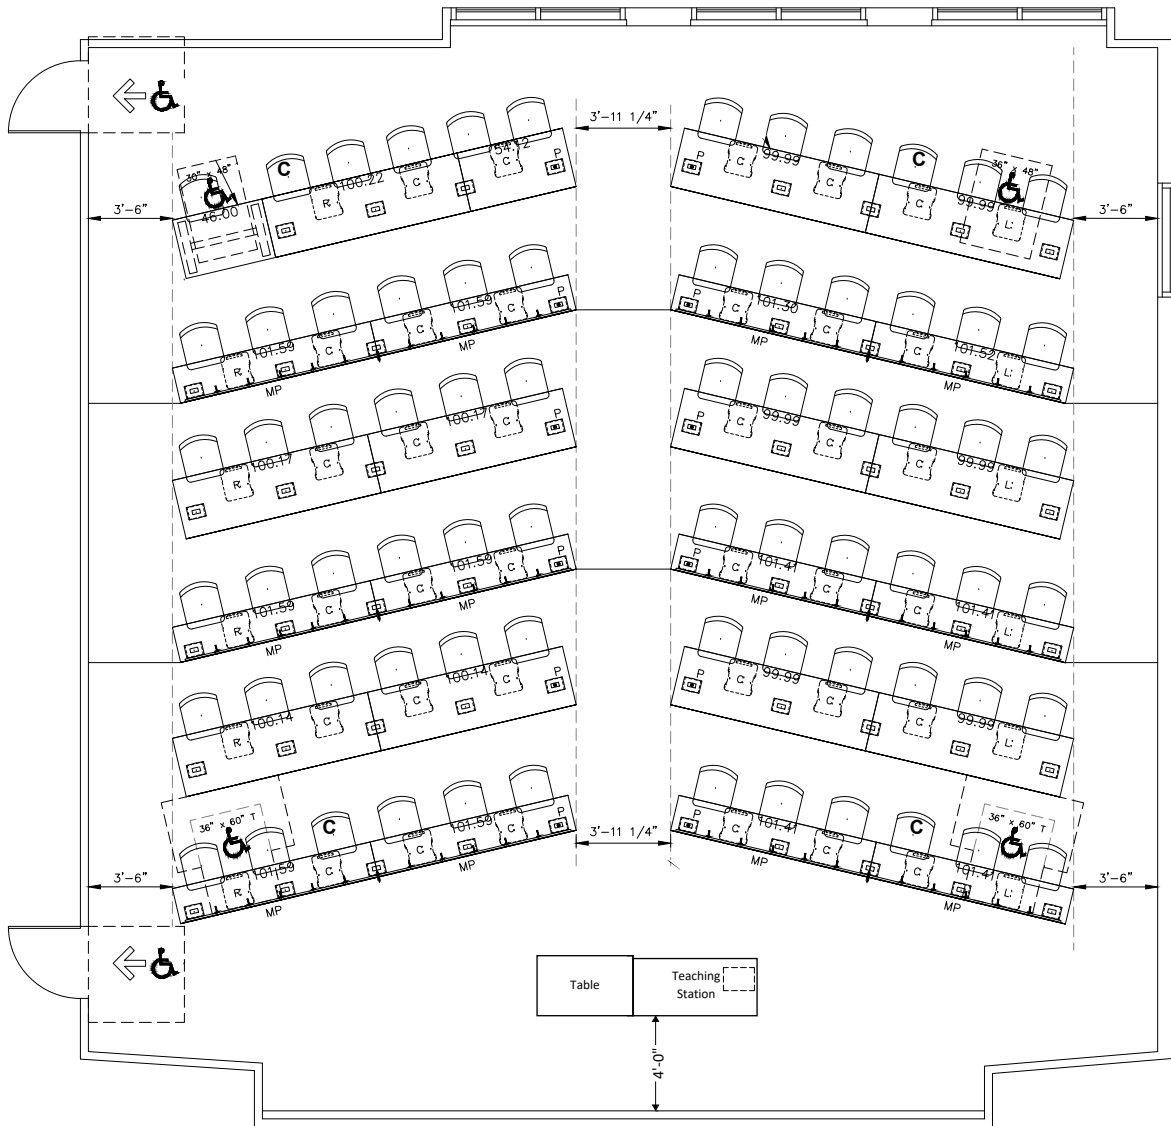 3'-11 1/4"
54.12
C
P
100.22
C
C
R
36" x 48"
46.00
3'-6"
P
C
99.99
C
C
C
36" x 48"
99.99
L
3'-6"
101.59
C
P
C
MP
101.59
C
R
MP
P
C
101.30
C
MP
C
101.52
L
MP
100.17
C
P
C
100.17
C
R
P
C
99.99
C
C
99.99
L
101.59
C
P
C
MP
101.59
C
R
MP
P
C
101.41
C
MP
C
101.41
L
MP
100.14
C
P
C
100.14
C
R
P
C
99.99
C
C
99.99
L
3'-11 1/4"
36" x 60" T
C
101.59
C
P
C
MP
101.59
C
R
MP
3'-6"
P
C
101.41
C
MP
C
C
36" x 60" T
101.41
L
MP
3'-6"
Table
Teaching
Station
4'-0"